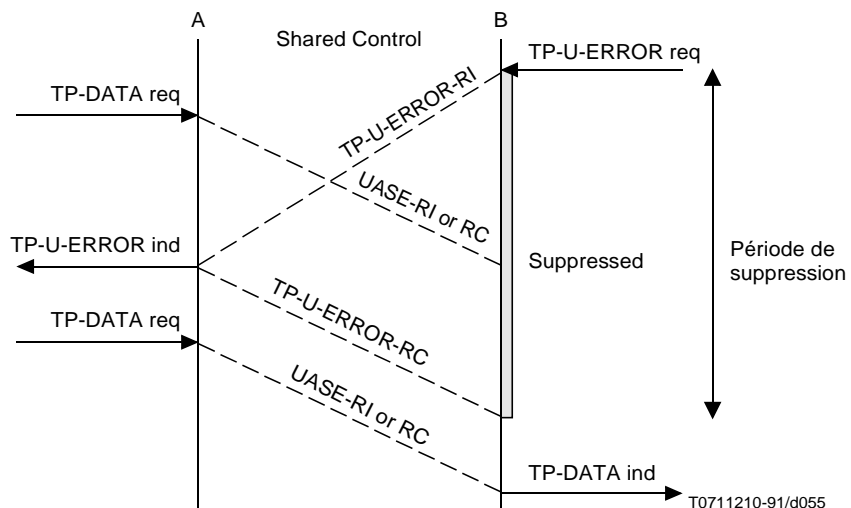 A
B
Shared Control
TP-U-ERROR req
TP-DATA req
TP-U-ERROR-RI
UASE-RI or RC
TP-U-ERROR ind
Suppressed
Période de
suppression
TP-DATA req
TP-U-ERROR-RC
UASE-RI or RC
TP-DATA ind
T0711210-91/d055